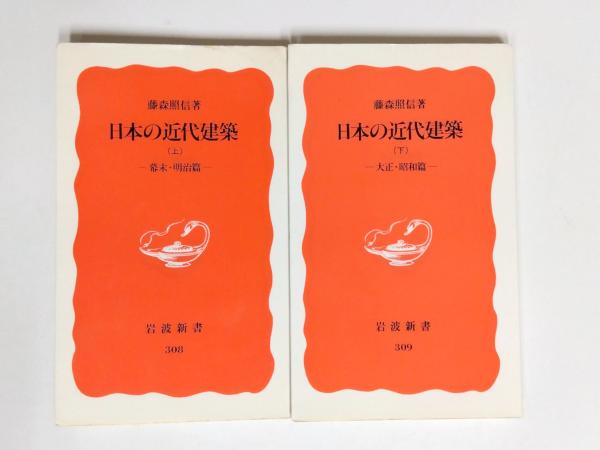 藤森照信著
日本の近代建築
(上)
―幕末・明治篇―
岩波新書
308
藤森照信著
日本の近代建築
(下)
―大正・昭和篇―
岩波新書
309